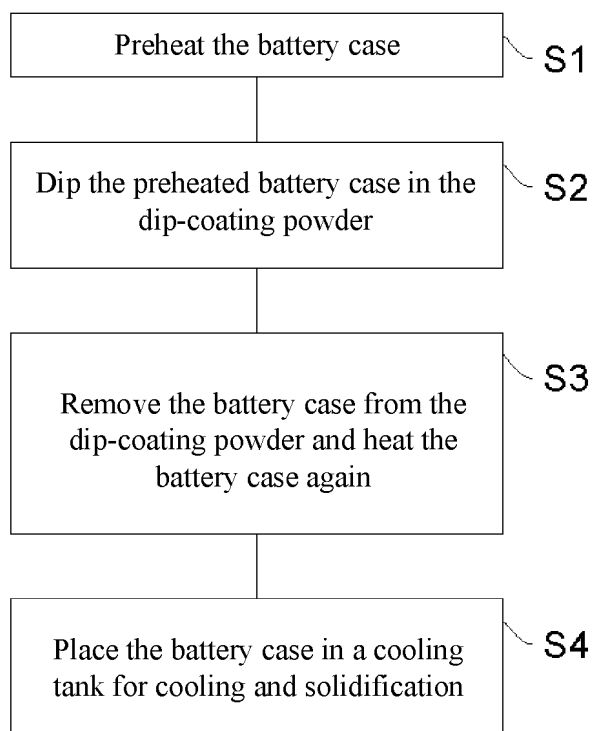 Preheat the battery case
S1
Dip the preheated battery case in the
dip-coating powder
S2
Remove the battery case from the
dip-coating powder and heat the
battery case again
S3
Place the battery case in a cooling
tank for cooling and solidification
S4